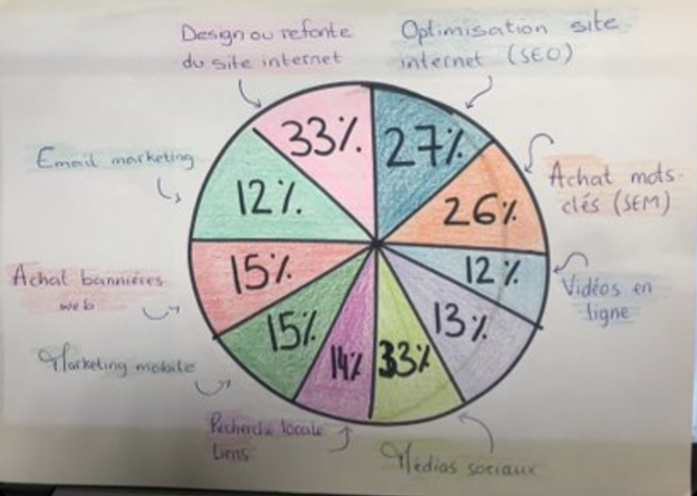 Design ou refonte
du site internet
Optimisation site
internet (SEO)
33%
27%
Email marketing
12%
26%
Achat mots-
clés (SEM)
15%
12%
Achat bannières
web
Vidéos en
ligne
15%
13%
14%
33%
Marketing mobile
Recherche locale
Liens
Médias sociaux